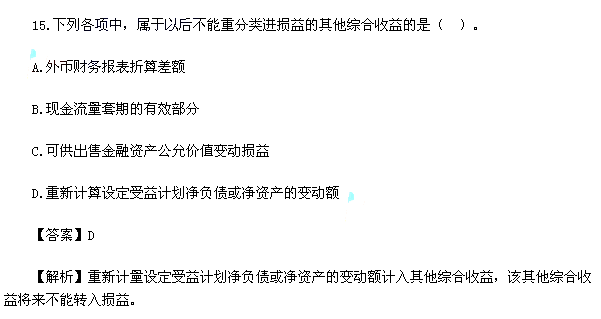 15.下列各项中，属于以后不能重分类进损益的其他综合收益的是（ ）。
A.外币财务报表折算差额
B.现金流量套期的有效部分
C.可供出售金融资产公允价值变动损益
D.重新计算设定受益计划净负债或净资产的变动额
【答案】D
【解析】重新计量设定受益计划净负债或净资产的变动额计入其他综合收益，该其他综合收
益将来不能转入损益。